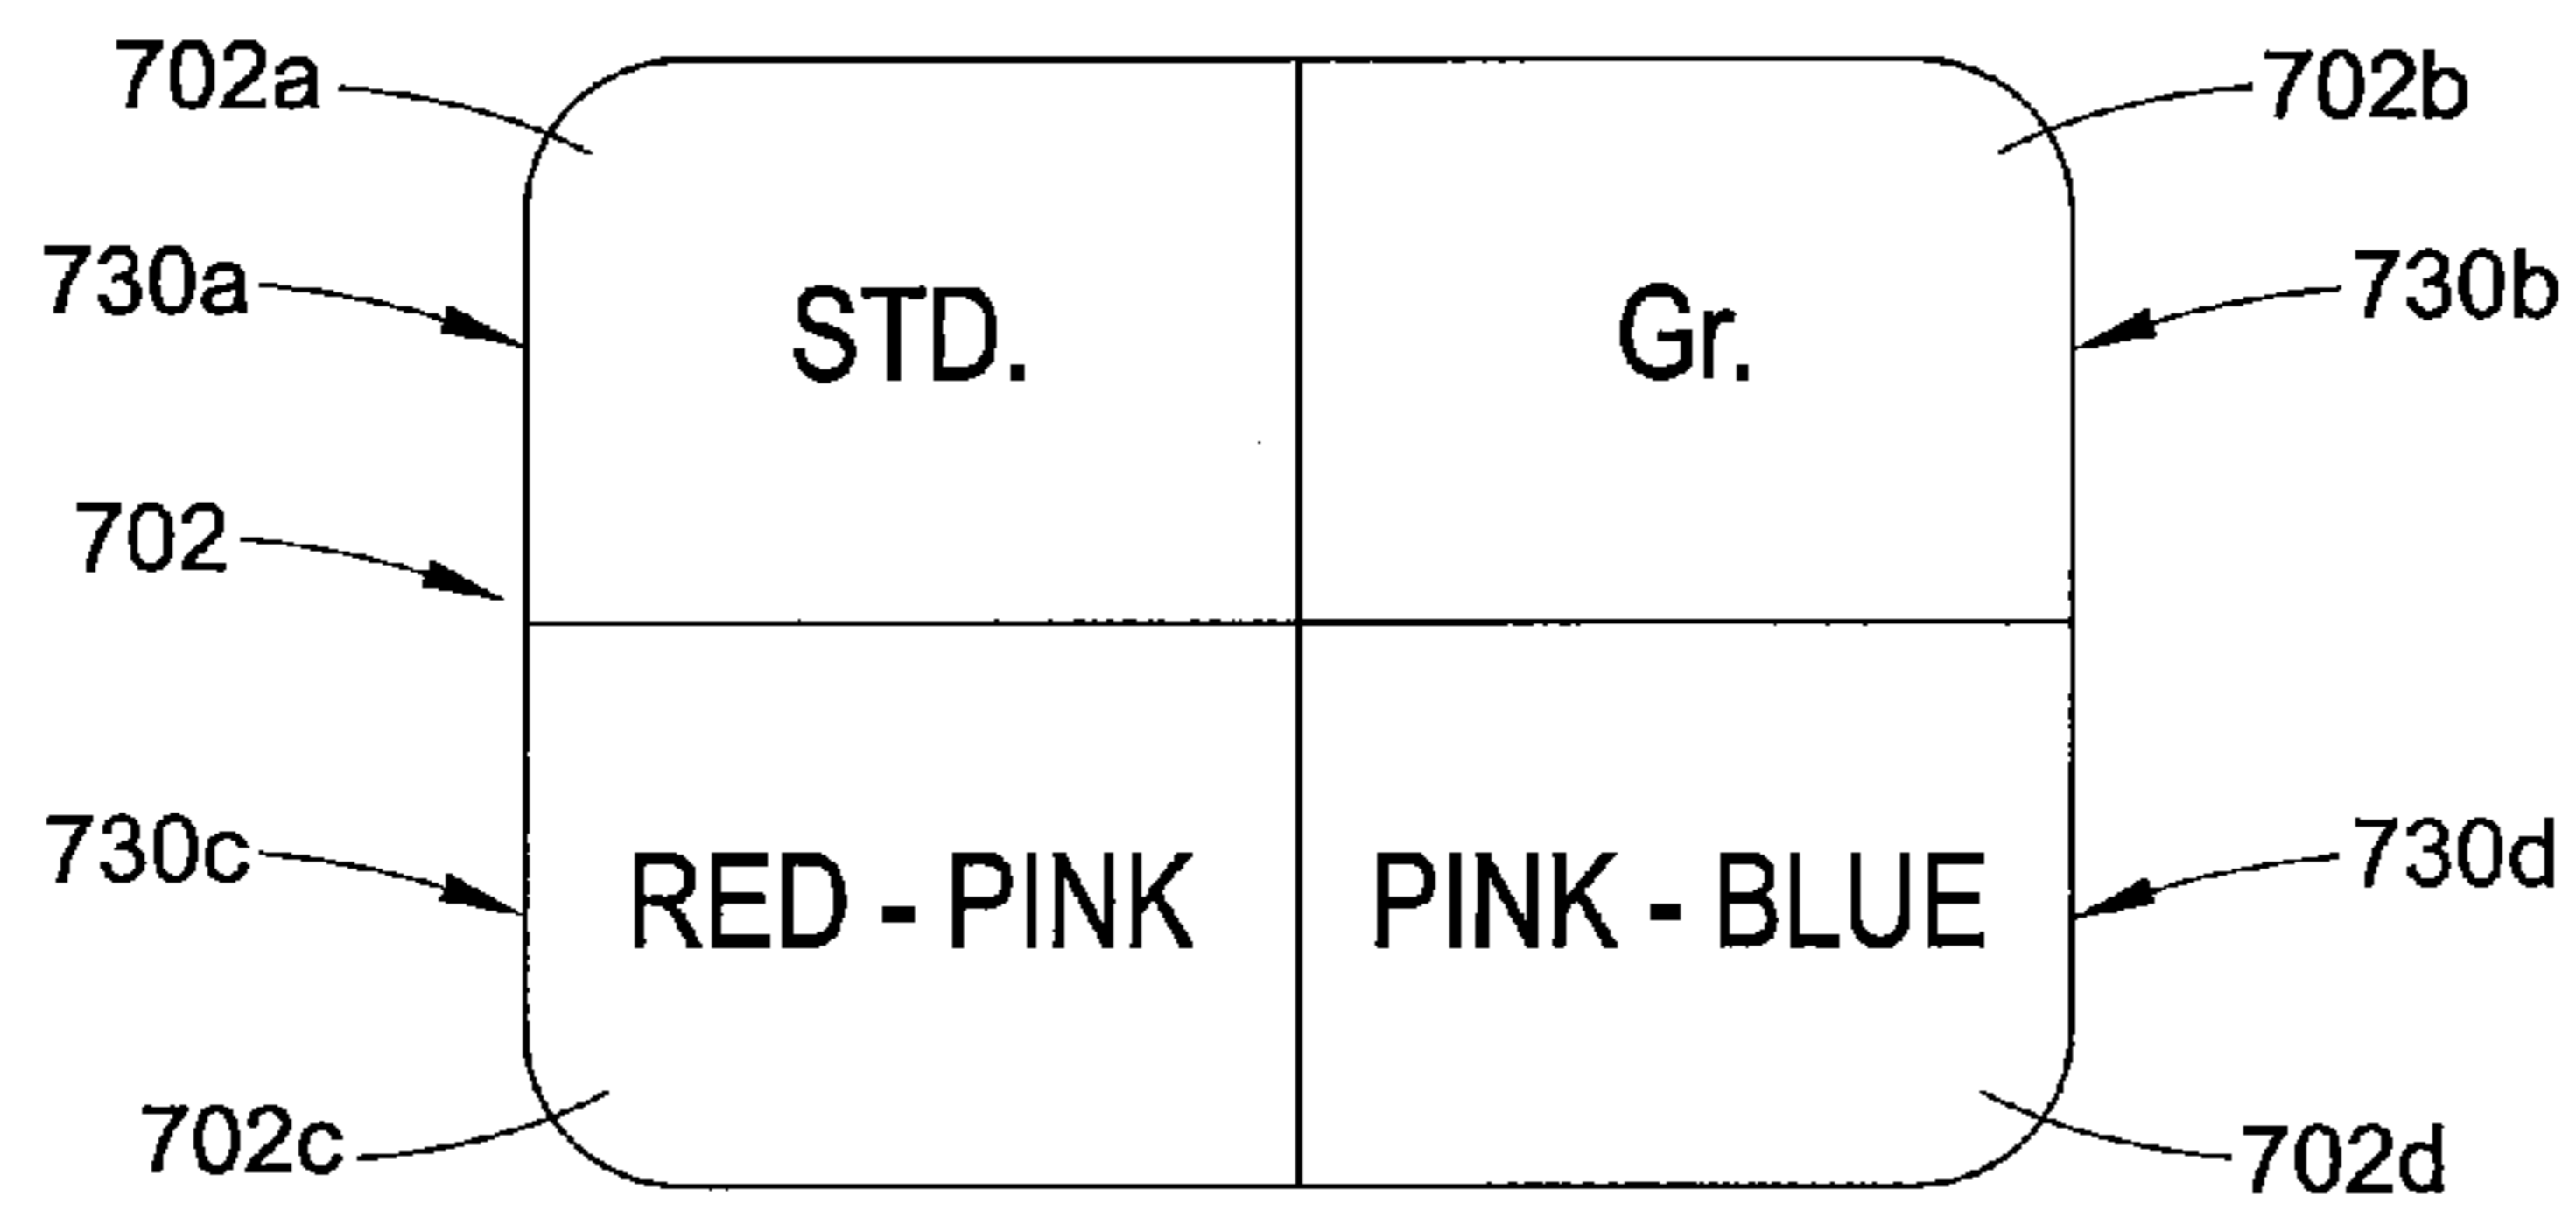 702a
702b
730a
STD.
Gr.
730b
702
730c
RED - PINK
PINK - BLUE
730d
702c
702d